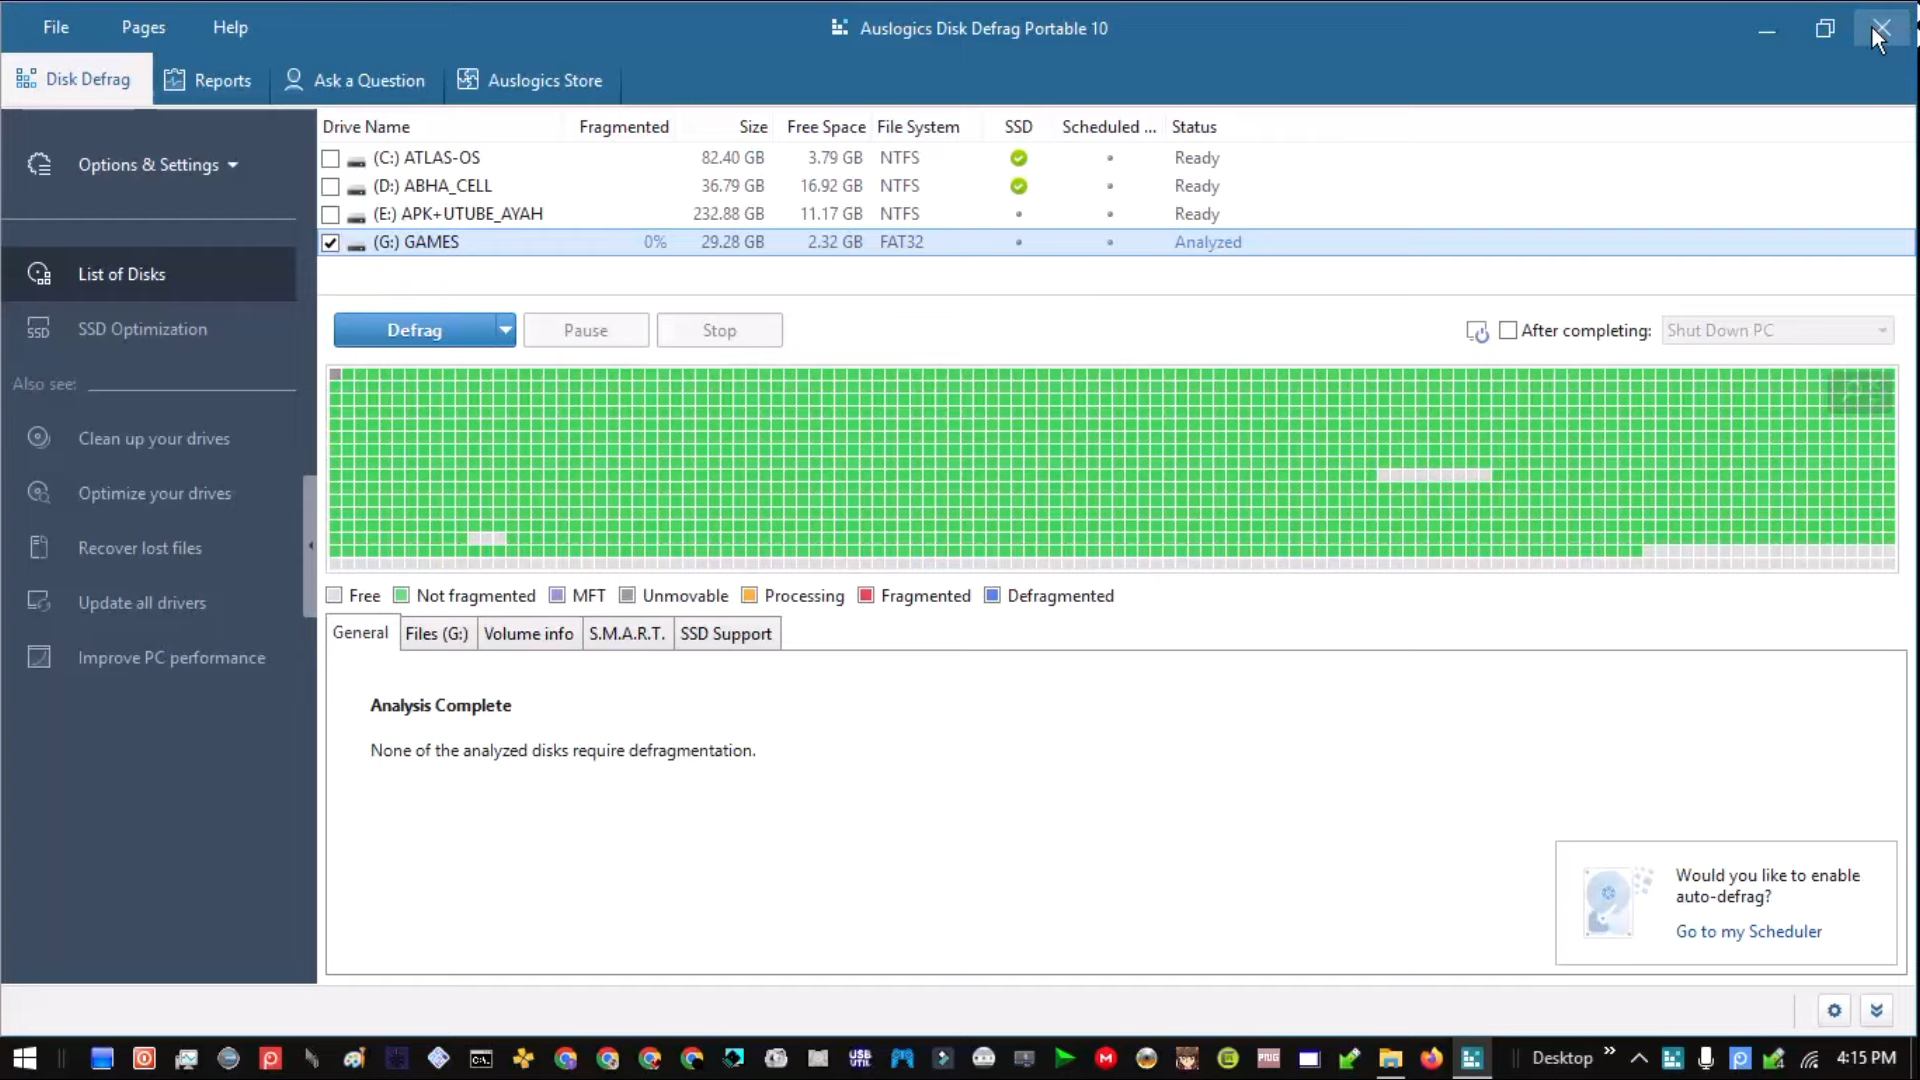 File Pages Help
Auslogics Disk Defrag Portable 10
Disk Defrag Reports Ask a Question Auslogics Store
Options & Settings
List of Disks
SSD SSD Optimization
Also see:
Clean up your drives
Optimize your drives
Recover lost files
Update all drivers
Improve PC performance
Drive Name Fragmented Size Free Space File System SSD Scheduled ... Status
(C:) ATLAS-OS 82.40 GB 3.79 GB NTFS Ready
(D:) ABHA_CELL 36.79 GB 16.92 GB NTFS Ready
(E:) APK+UTUBE_AYAH 232.88 GB 11.17 GB NTFS Ready
(G:) GAMES 0% 29.28 GB 2.32 GB FAT32 Analyzed
Defrag Pause Stop After completing: Shut Down PC
Free Not fragmented MFT Unmovable Processing Fragmented Defragmented
General Files (G:) Volume info S.M.A.R.T. SSD Support
Analysis Complete
None of the analyzed disks require defragmentation.
Would you like to enable
auto-defrag?
Go to my Scheduler
USB UTIL Desktop 4:15 PM